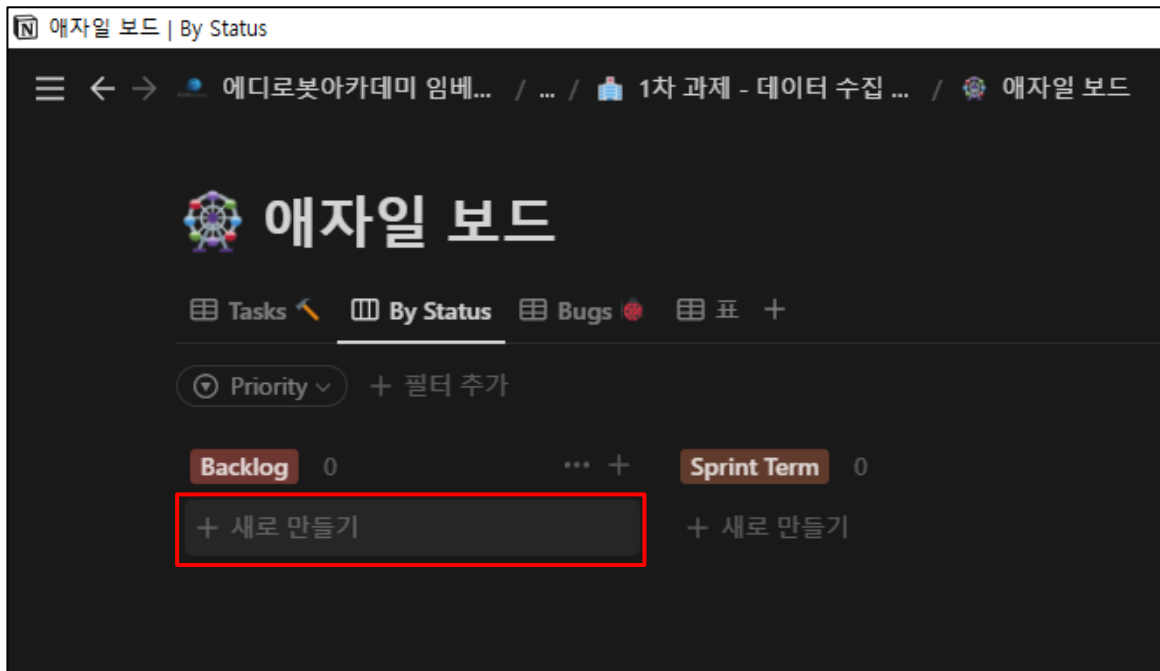 애자일 보드 | By Status
에디로봇아카데미 임베... / ... / 1차 과제 - 데이터 수집 ... / 애자일 보드
애자일 보드
Tasks By Status Bugs 표
Priority + 필터 추가
Backlog 0 ... + Sprint Term 0
+ 새로 만들기 + 새로 만들기